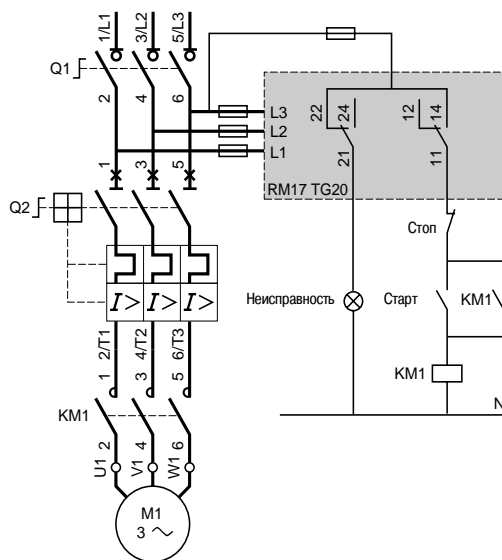 1/L1 3/L2 5/L3
Q1
2 4 6
L3
L2
L1
22 24 12 14
21 11
RM17 TG20
1 3 5
Q2
Стоп
I> I> I>
Неисправность
Старт
KM1
2/T1 4/T2 6/T3
1 3 5
KM1
N
KM1
2 4 6
U1 V1 W1
M1
3 ~